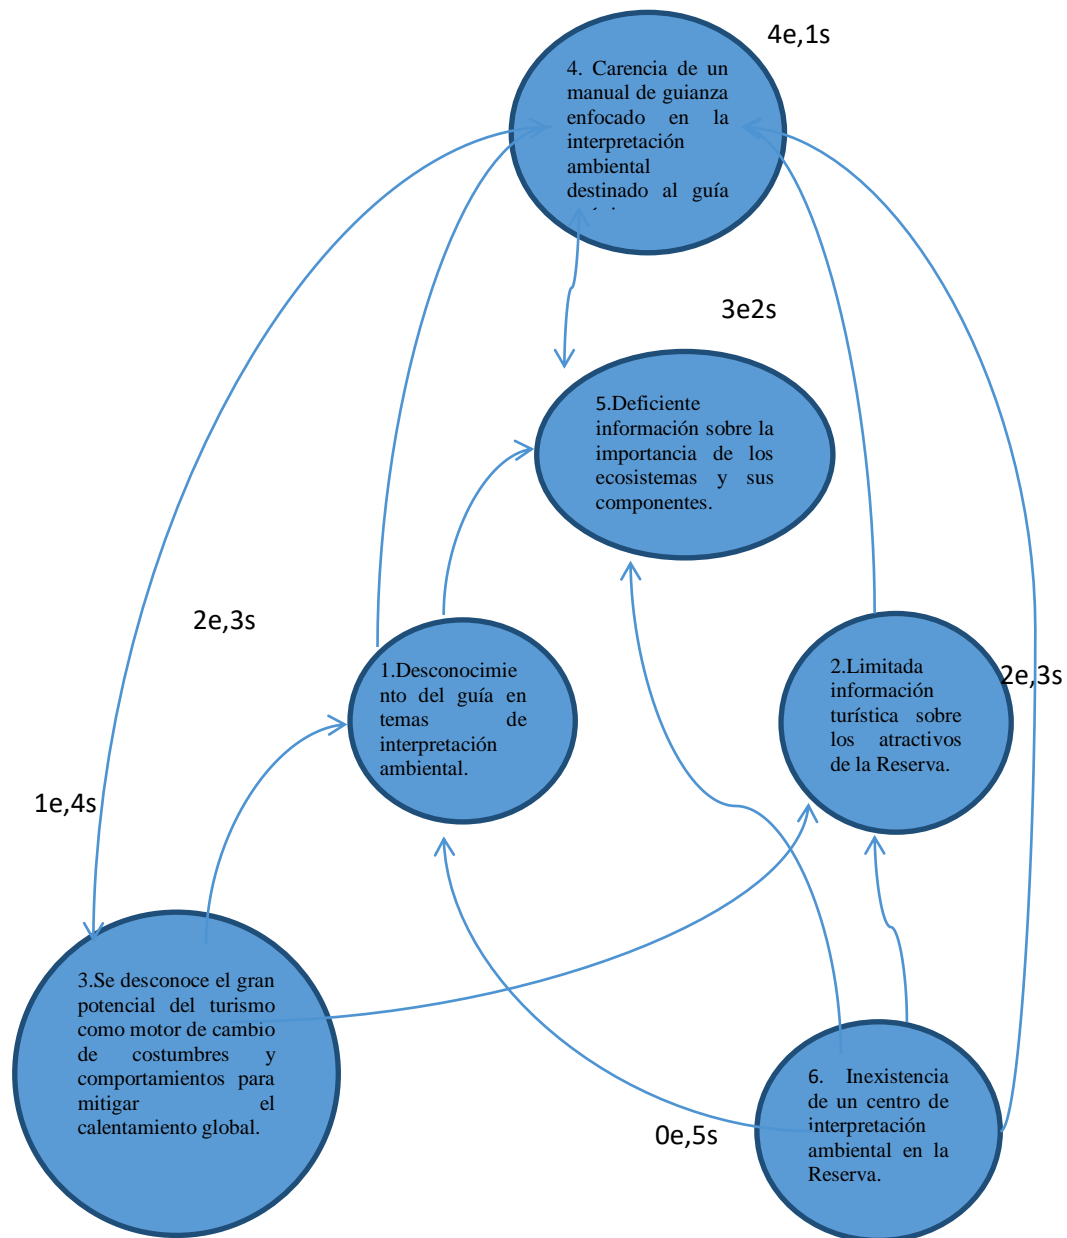 4e,1s
4. Carencia de un
manual de guianza
enfocado en la
interpretación
ambiental
destinado al guía
3e2s
5.Deficiente
información sobre la
importancia de los
ecosistemas y sus
componentes.
2e,3s
1.Desconocimie
nto del guía en
temas de
interpretación
ambiental.
2.Limitada
información
turística sobre
los atractivos
de la Reserva.
2e,3s
1e,4s
3.Se desconoce el gran
potencial del turismo
como motor de cambio
de costumbres y
comportamientos para
mitigar el
calentamiento global.
6. Inexistencia
de un centro de
interpretación
ambiental en la
Reserva.
0e,5s